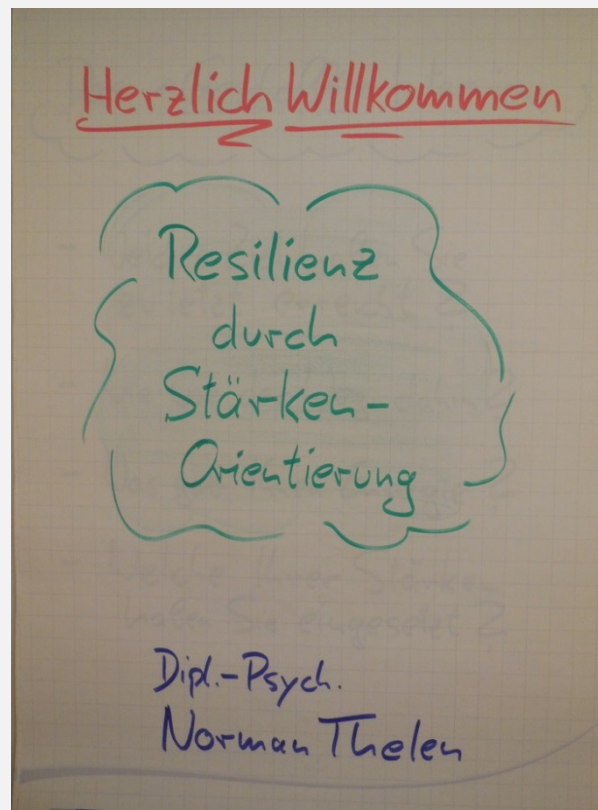 Herzlich Willkommen
Resilienz
durch
Stärken-
Orientierung
Dipl.-Psych.
Norman Thelen